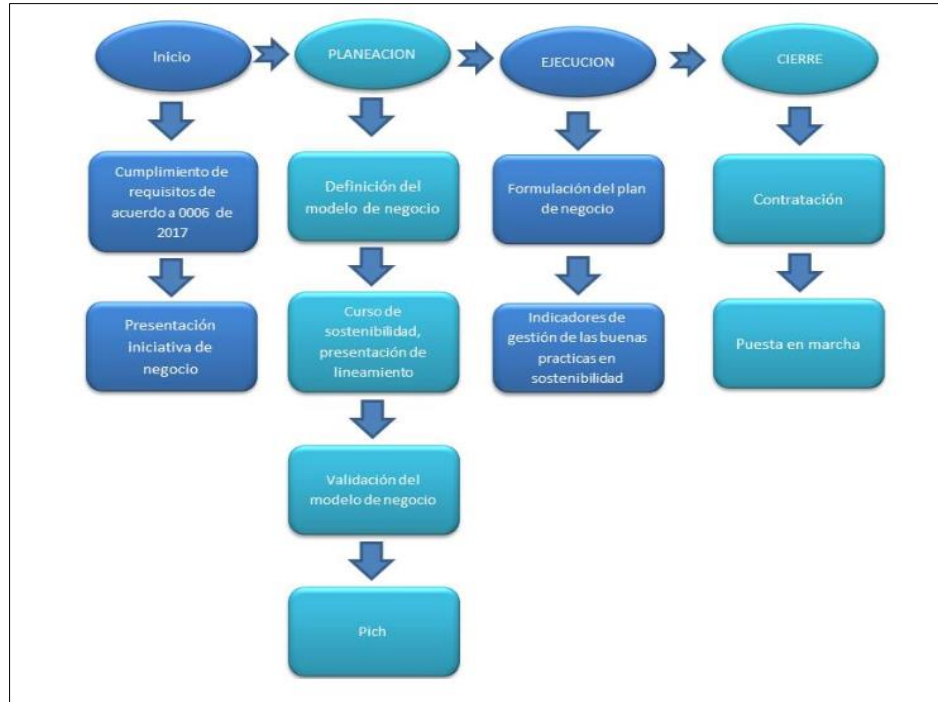 Inicio
PLANEACION
EJECUCION
CIERRE
Cumplimiento de
requisitos de
acuerdo a 0006 de
2017
Presentación
iniciativa de
negocio
Definición del
modelo de negocio
Curso de
sostenibilidad,
presentación de
lineamiento
Validación del
modelo de negocio
Pich
Formulación del plan
de negocio
Indicadores de
gestión de las buenas
practicas en
sostenibilidad
Contratación
Puesta en marcha